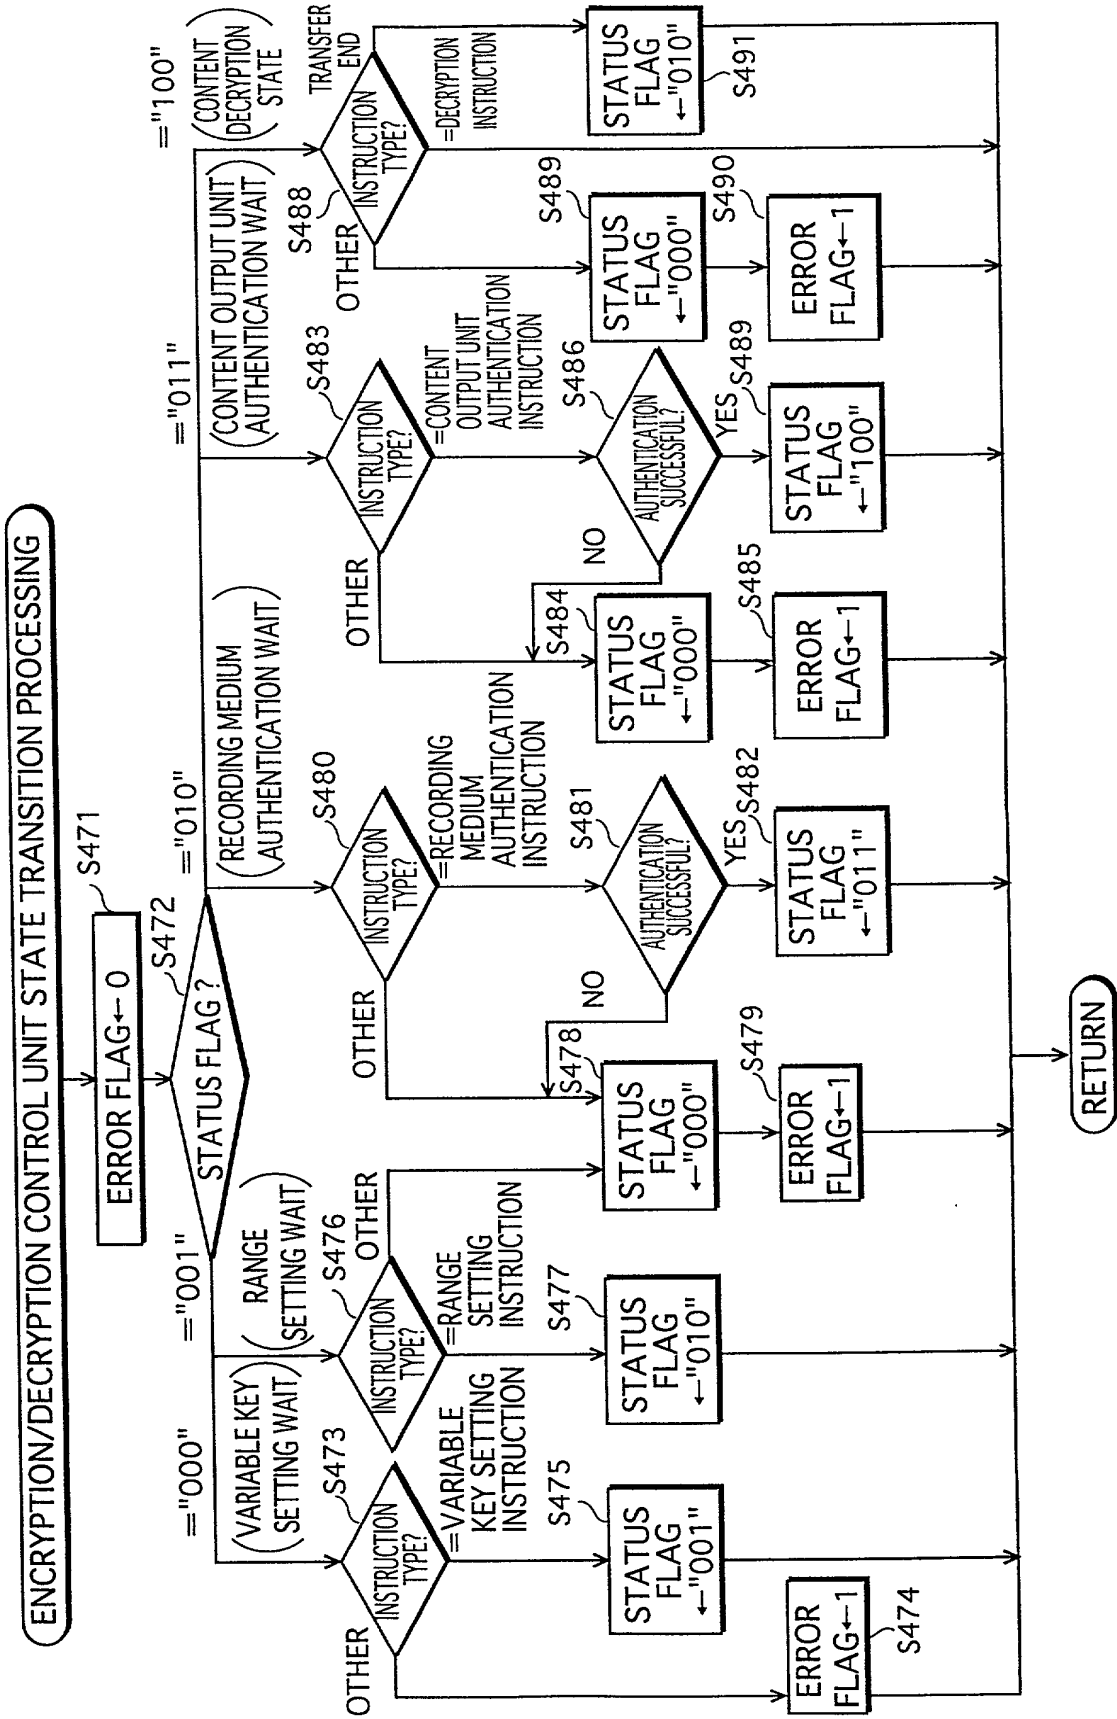 ENCRYPTION/DECRYPTION CONTROL UNIT STATE TRANSITION PROCESSING
S471
ERROR FLAG←0
S472
STATUS FLAG?
="000"
(VARIABLE KEY
SETTING WAIT)
="001"
(RANGE
SETTING WAIT)
="010"
(RECORDING MEDIUM
AUTHENTICATION WAIT)
="011"
(CONTENT OUTPUT UNIT
AUTHENTICATION WAIT)
="100"
(CONTENT
DECRYPTION
STATE)
S473
INSTRUCTION
TYPE?
OTHER
=VARIABLE
KEY SETTING
INSTRUCTION
S476
INSTRUCTION
TYPE?
OTHER
=RANGE
SETTING
INSTRUCTION
S480
INSTRUCTION
TYPE?
OTHER
=RECORDING
MEDIUM
AUTHENTICATION
INSTRUCTION
S483
INSTRUCTION
TYPE?
OTHER
=CONTENT
OUTPUT UNIT
AUTHENTICATION
INSTRUCTION
S488
INSTRUCTION
TYPE?
OTHER
TRANSFER
END
=DECRYPTION
INSTRUCTION
S475
STATUS
FLAG
←"001"
S477
STATUS
FLAG
←"010"
S478
STATUS
FLAG
←"000"
S481
AUTHENTICATION
SUCCESSFUL?
NO
YES
S484
STATUS
FLAG
←"000"
S486
AUTHENTICATION
SUCCESSFUL?
NO
YES
S489
STATUS
FLAG
←"000"
S491
STATUS
FLAG
←"010"
S474
ERROR
FLAG←1
S479
ERROR
FLAG←1
S482
STATUS
FLAG
←"011"
S485
ERROR
FLAG←1
S489
STATUS
FLAG
←"100"
S490
ERROR
FLAG←1
RETURN